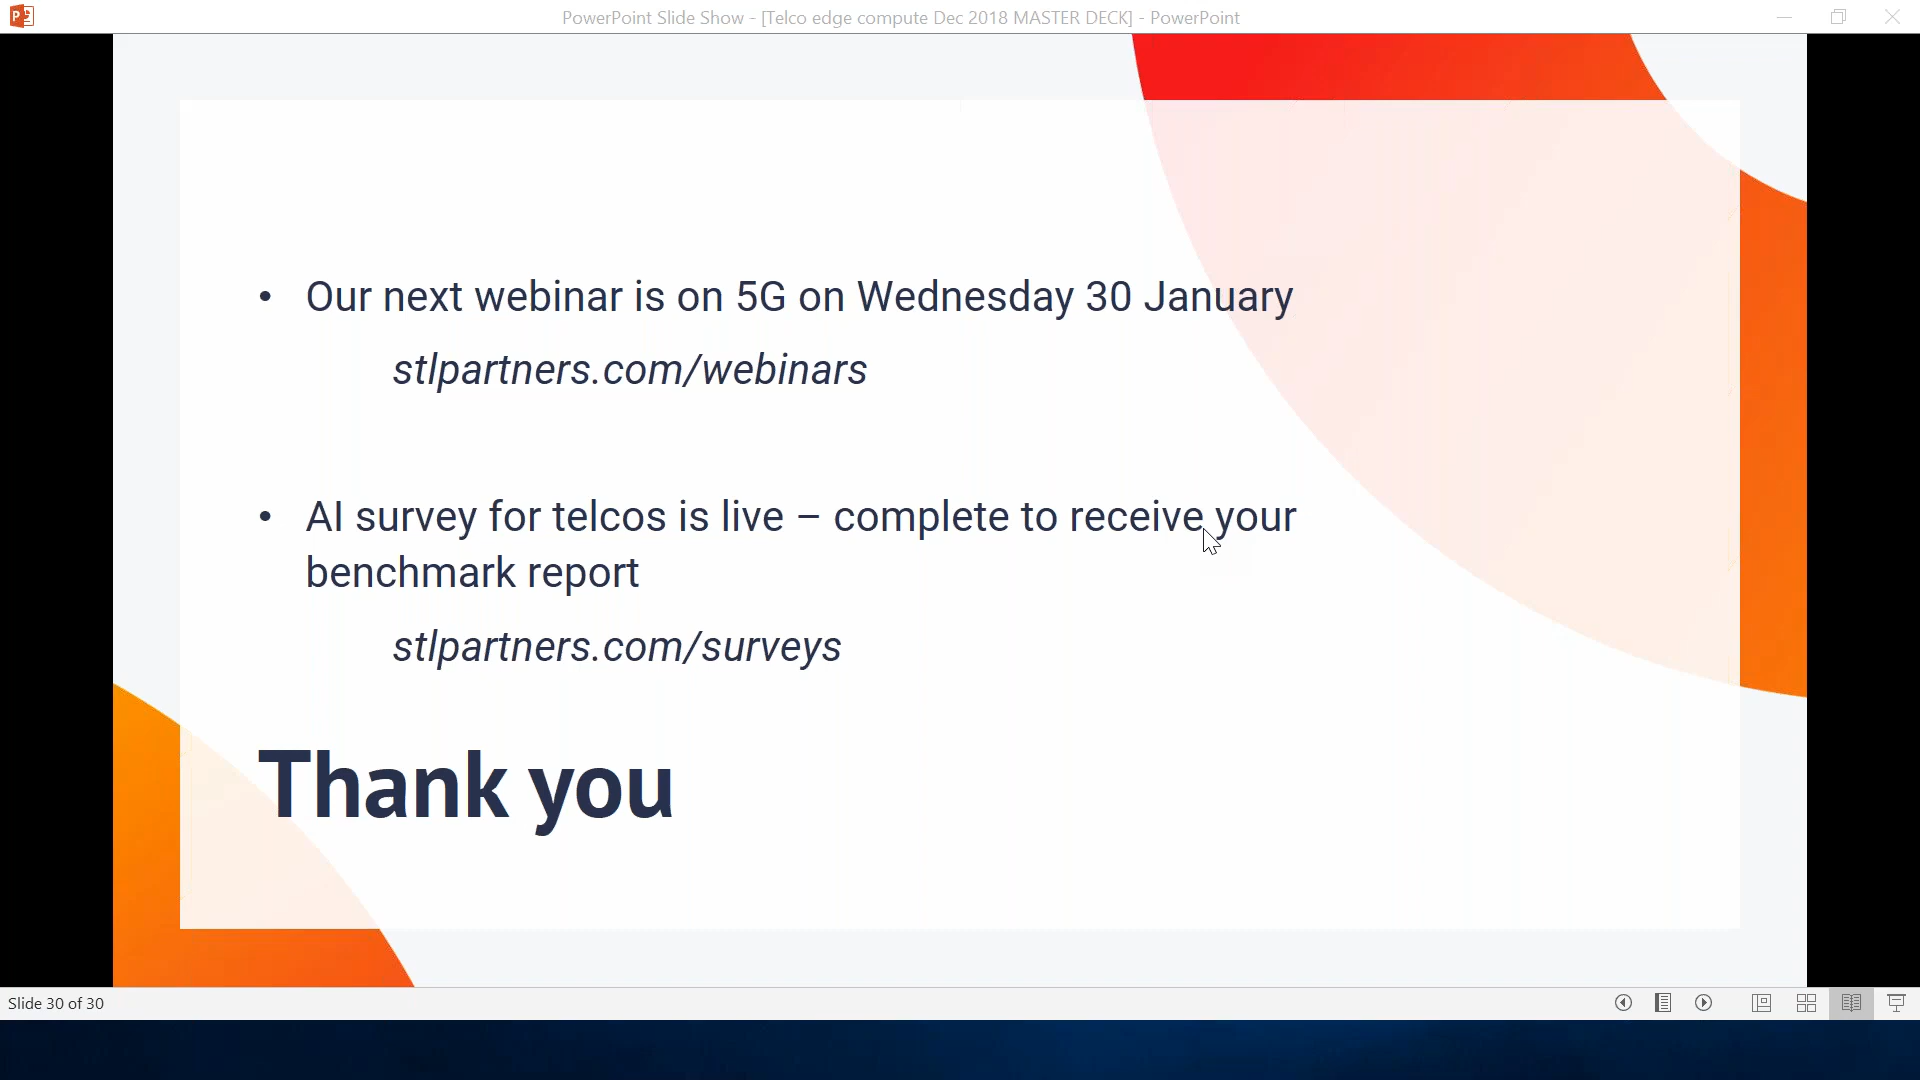 PowerPoint Slide Show - [Telco edge compute Dec 2018 MASTER DECK] - PowerPoint
• Our next webinar is on 5G on Wednesday 30 January
stlpartners.com/webinars
• AI survey for telcos is live – complete to receive your
benchmark report
stlpartners.com/surveys
Thank you
Slide 30 of 30